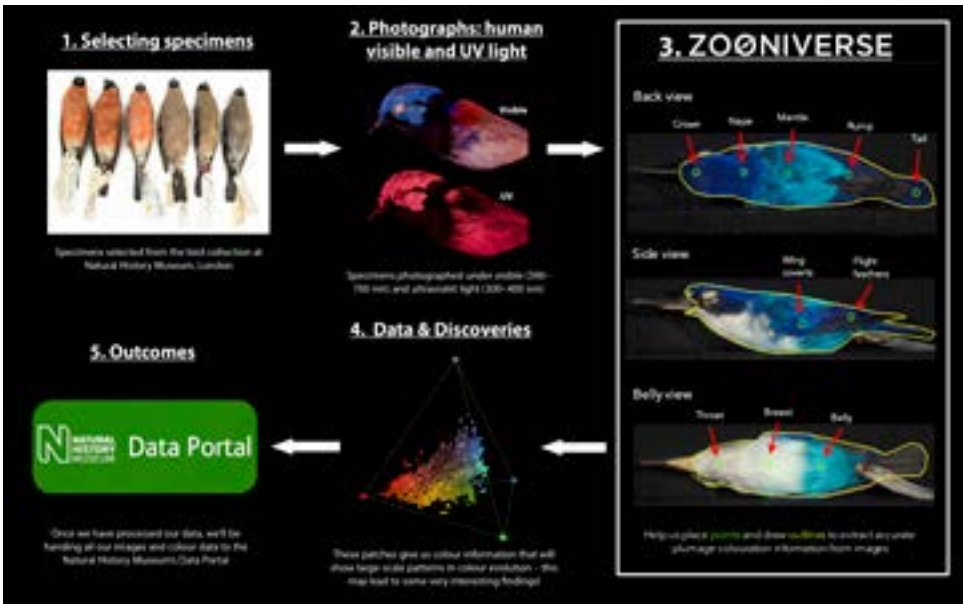 1. Selecting specimens
Specimens selected from the bird collection at
Natural History Museum, London
2. Photographs: human
visible and UV light
Visible
UV
Specimens photographed under visible (390–
700 nm) and ultraviolet light (300–400 nm)
3. ZOONIVERSE
Back view
Crown
Nape
Mantle
Rump
Tail
Side view
Wing
coverts
Flight
feathers
Belly view
Throat
Breast
Belly
Help us place points and draw outlines to extract accurate
plumage colouration information from images
4. Data & Discoveries
These patches give us colour information that will
show large scale patterns in colour evolution - this
may lead to some very interesting findings!
5. Outcomes
NATURAL
HISTORY
MUSEUM
Data Portal
Once we have processed our data, we'll be
handing all our images and colour data to the
Natural History Museum's Data Portal